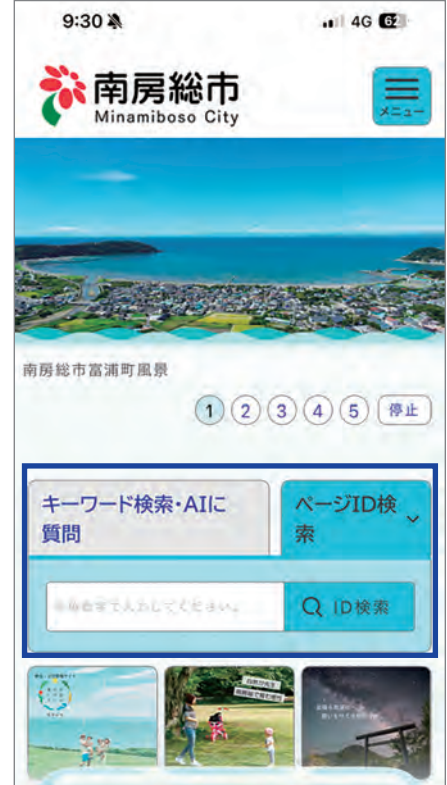 9:30
4G 62
南房総市
Minamiboso City
メニュー
南房総市富浦町風景
1 2 3 4 5 停止
キーワード検索・AIに
質問
ページID検
索
ID検索